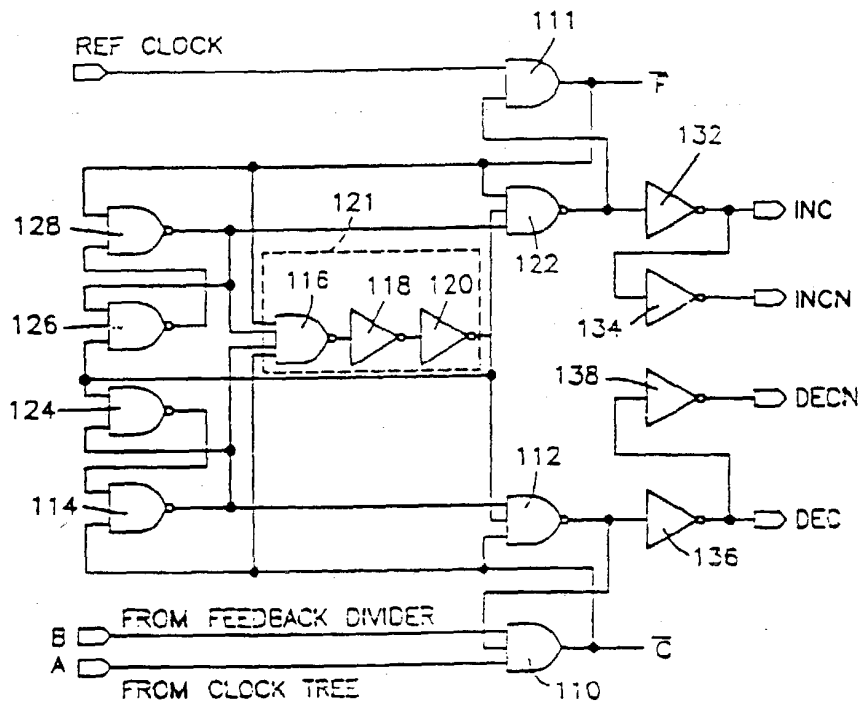 111
REF CLOCK
F
132
121
INC
128
122
116
118
120
INCN
126
134
138
DECN
124
112
114
DEC
136
FROM FEEDBACK DIVIDER
B
C
A
FROM CLOCK TREE
110